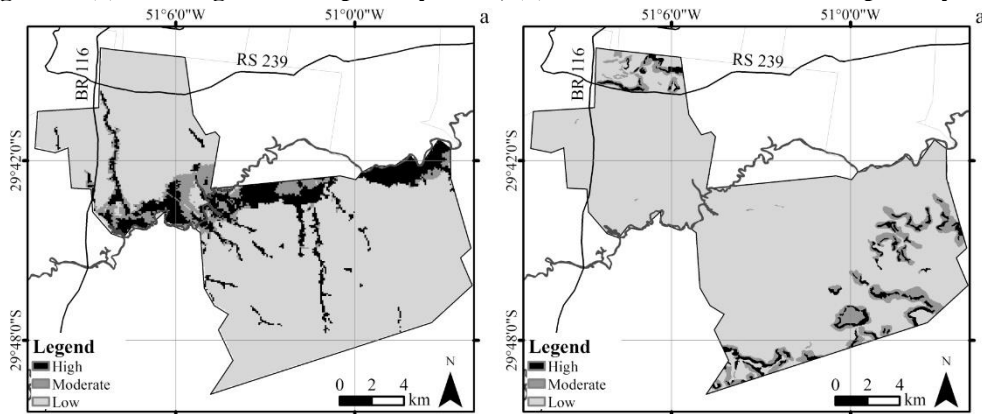 51°6'0"W 51°0'0"W a 51°6'0"W 51°0'0"W a
BR 116 RS 239 BR 116 RS 239
29°42'0"S 29°42'0"S
29°48'0"S 29°48'0"S
Legend Legend
High High
Moderate Moderate
Low Low
N N
0 2 4 0 2 4
km km